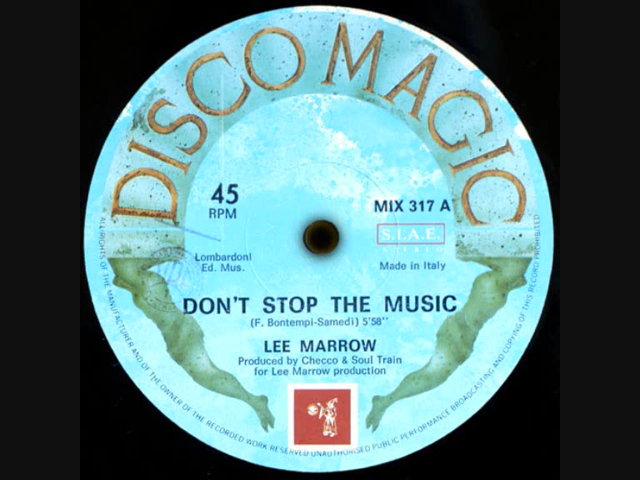 DISCO MAGIC
45
RPM
MIX 317 A
S.I.A.E.
Lombardoni
Ed. Mus.
Made in Italy
DON'T STOP THE MUSIC
(F. Bontempi-Samedi) 5'58''
LEE MARROW
Produced by Checco & Soul Train
for Lee Marrow production
ALL RIGHTS OF THE MANUFACTURER AND OF THE OWNER OF THE RECORDED WORK RESERVED UNAUTHORISED PUBLIC PERFORMANCE BROADCASTING AND COPYING OF THIS RECORD PROHIBITED